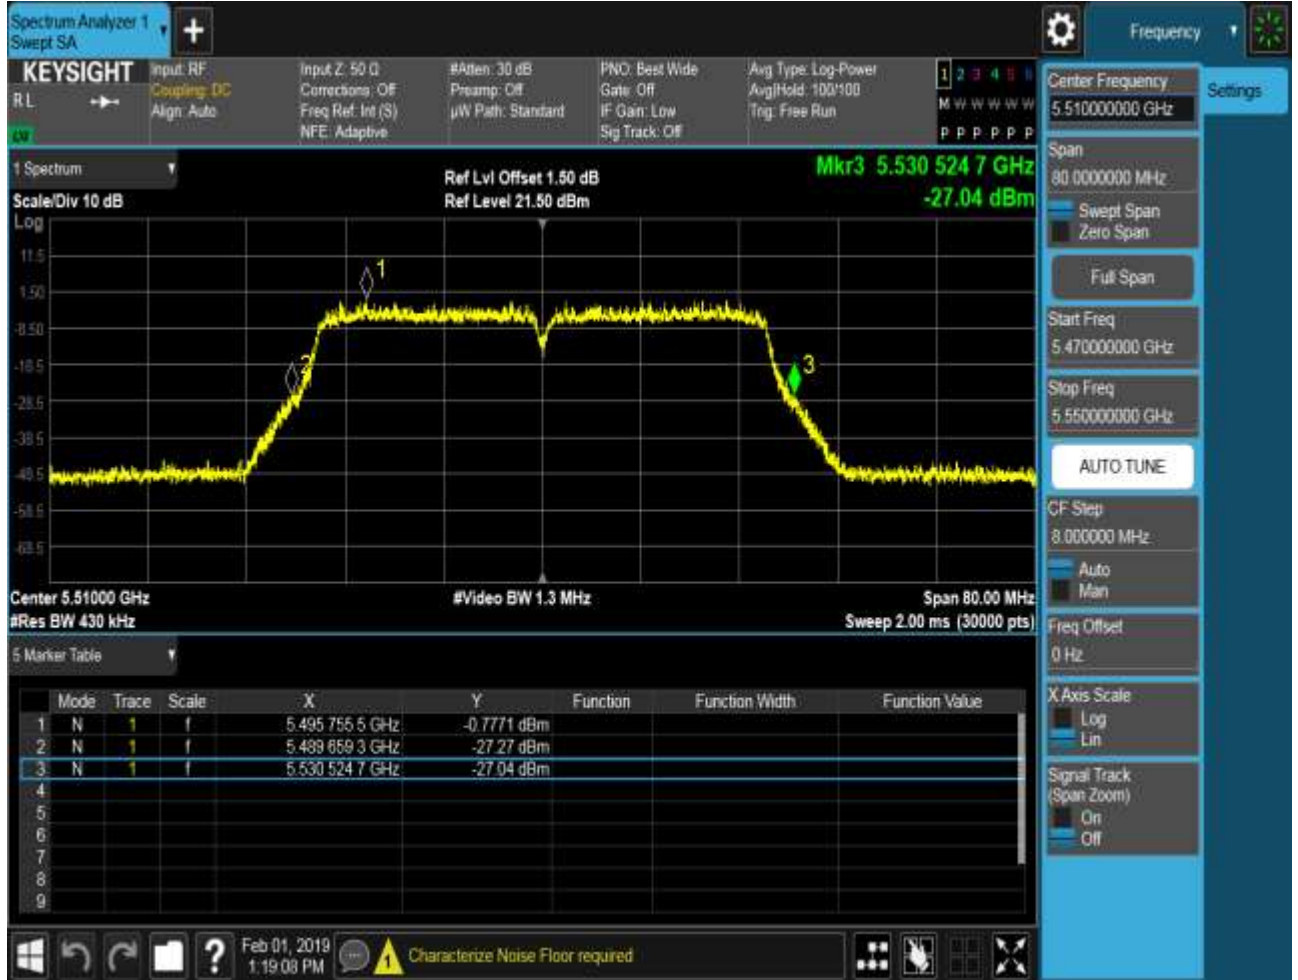 Spectrum Analyzer 1
Swept SA
Frequency
KEYSIGHT
RL
Input: RF
Coupling: DC
Align: Auto
Input Z: 50 Ω
Corrections: Off
Freq Ref: Int (S)
NFE: Adaptive
#Atten: 30 dB
Preamp: Off
µW Path: Standard
PNO: Best Wide
Gate: Off
IF Gain: Low
Sig Track: Off
Avg Type: Log-Power
Avg|Hold: 100/100
Trig: Free Run
1 2 3 4 5 6
M W W W W W
P P P P P P
1 Spectrum
Scale/Div 10 dB
Ref Lvl Offset 1.50 dB
Ref Level 21.50 dBm
Mkr3 5.530 524 7 GHz
-27.04 dBm
Log
11.5
1.50
-8.50
-18.5
-28.5
-38.5
-48.5
-58.5
-68.5
1
2
3
Center 5.51000 GHz
#Video BW 1.3 MHz
Span 80.00 MHz
#Res BW 430 kHz
Sweep 2.00 ms (30000 pts)
5 Marker Table
Mode Trace Scale X Y Function Function Width Function Value
1 N 1 f 5.495 755 5 GHz -0.7771 dBm
2 N 1 f 5.489 659 3 GHz -27.27 dBm
3 N 1 f 5.530 524 7 GHz -27.04 dBm
4
5
6
7
8
9
Center Frequency
5.510000000 GHz
Span
80.0000000 MHz
Swept Span
Zero Span
Full Span
Start Freq
5.470000000 GHz
Stop Freq
5.550000000 GHz
AUTO TUNE
CF Step
8.000000 MHz
Auto
Man
Freq Offset
0 Hz
X Axis Scale
Log
Lin
Signal Track
(Span Zoom)
On
Off
Settings
Feb 01, 2019
1:19:08 PM
1
Characterize Noise Floor required